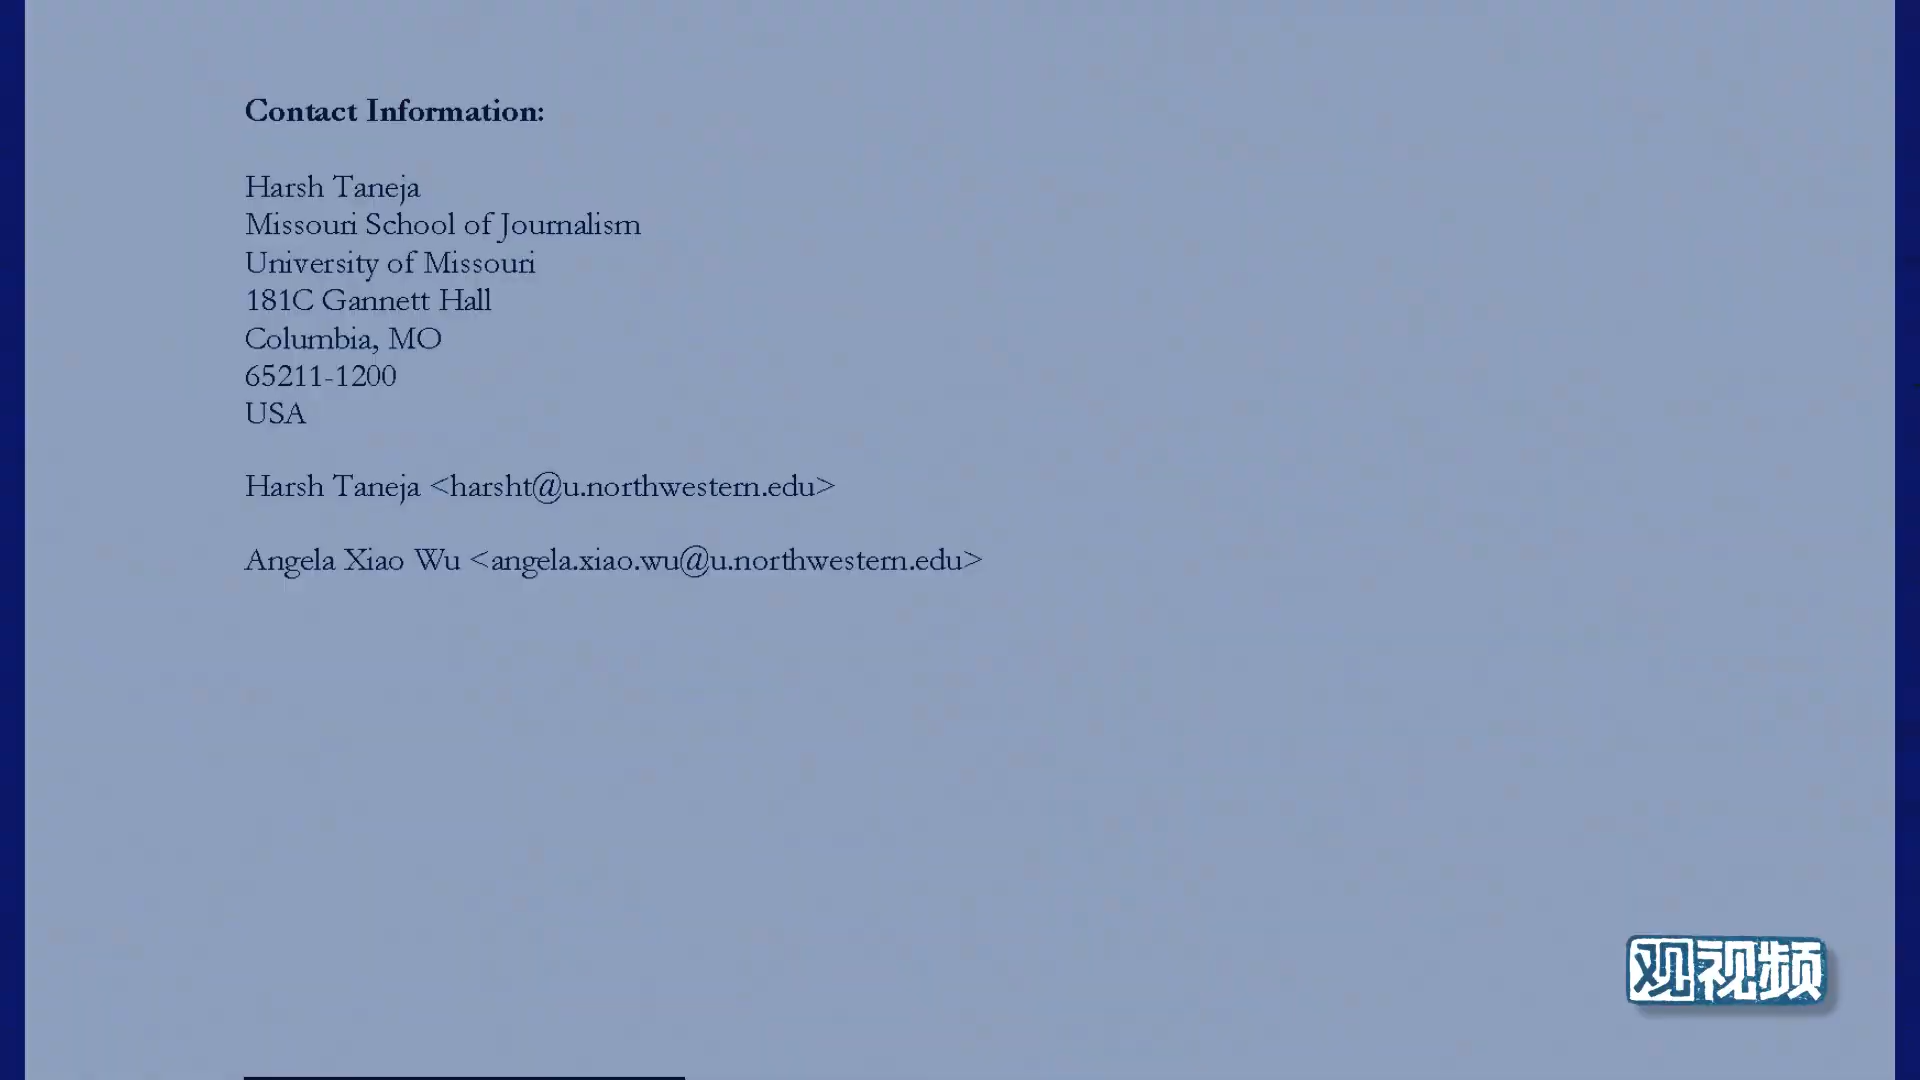 Contact Information:
Harsh Taneja
Missouri School of Journalism
University of Missouri
181C Gannett Hall
Columbia, MO
65211-1200
USA
Harsh Taneja <harsht@u.northwestern.edu>
Angela Xiao Wu <angela.xiao.wu@u.northwestern.edu>
观视频